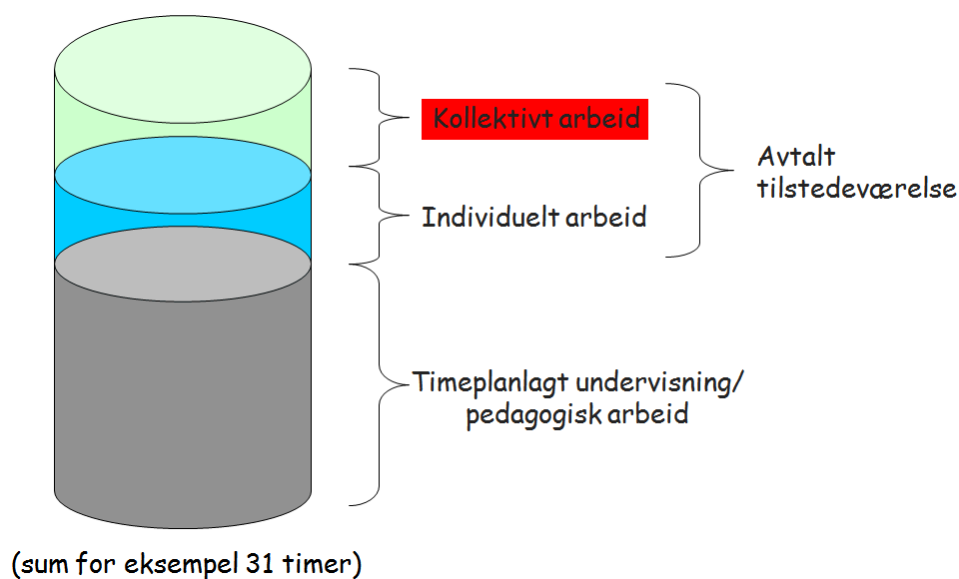 Kollektivt arbeid
Avtalt
tilstedeværelse
Individuelt arbeid
Timeplanlagt undervisning/
pedagogisk arbeid
(sum for eksempel 31 timer)